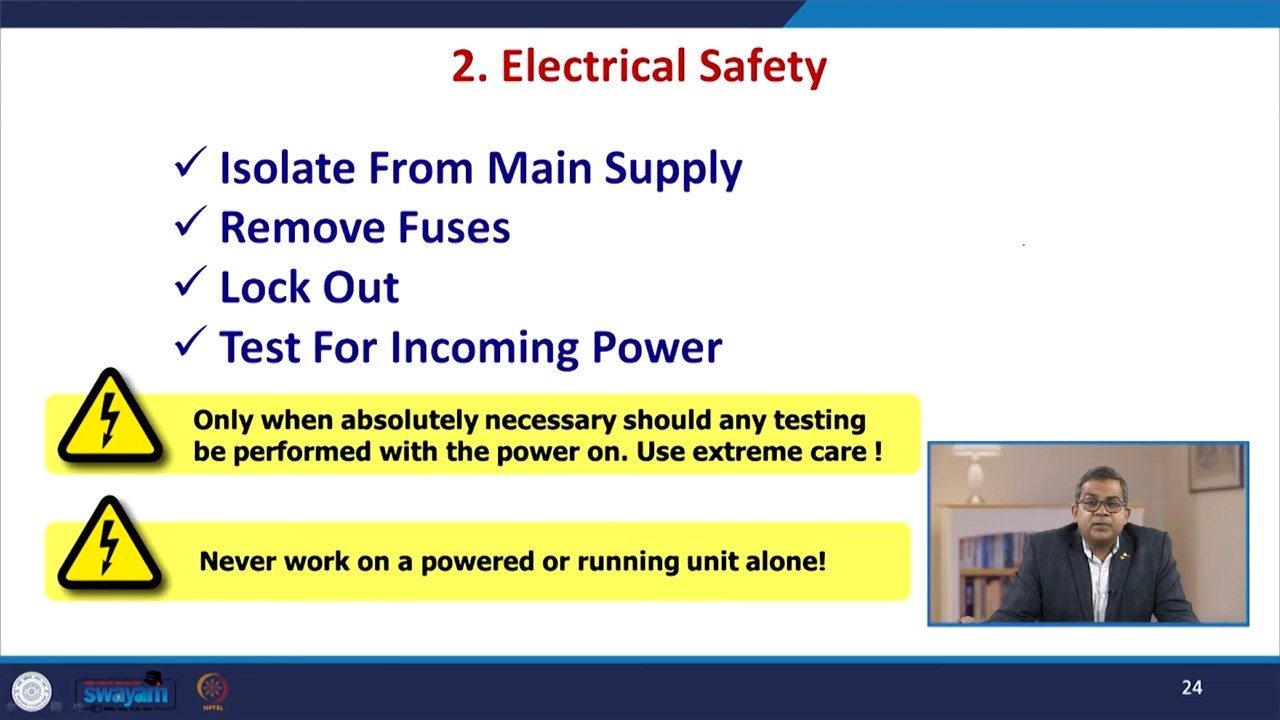 2. Electrical Safety
✓ Isolate From Main Supply
✓ Remove Fuses
✓ Lock Out
✓ Test For Incoming Power
Only when absolutely necessary should any testing
be performed with the power on. Use extreme care !
Never work on a powered or running unit alone!
swayam
NPTEL
24